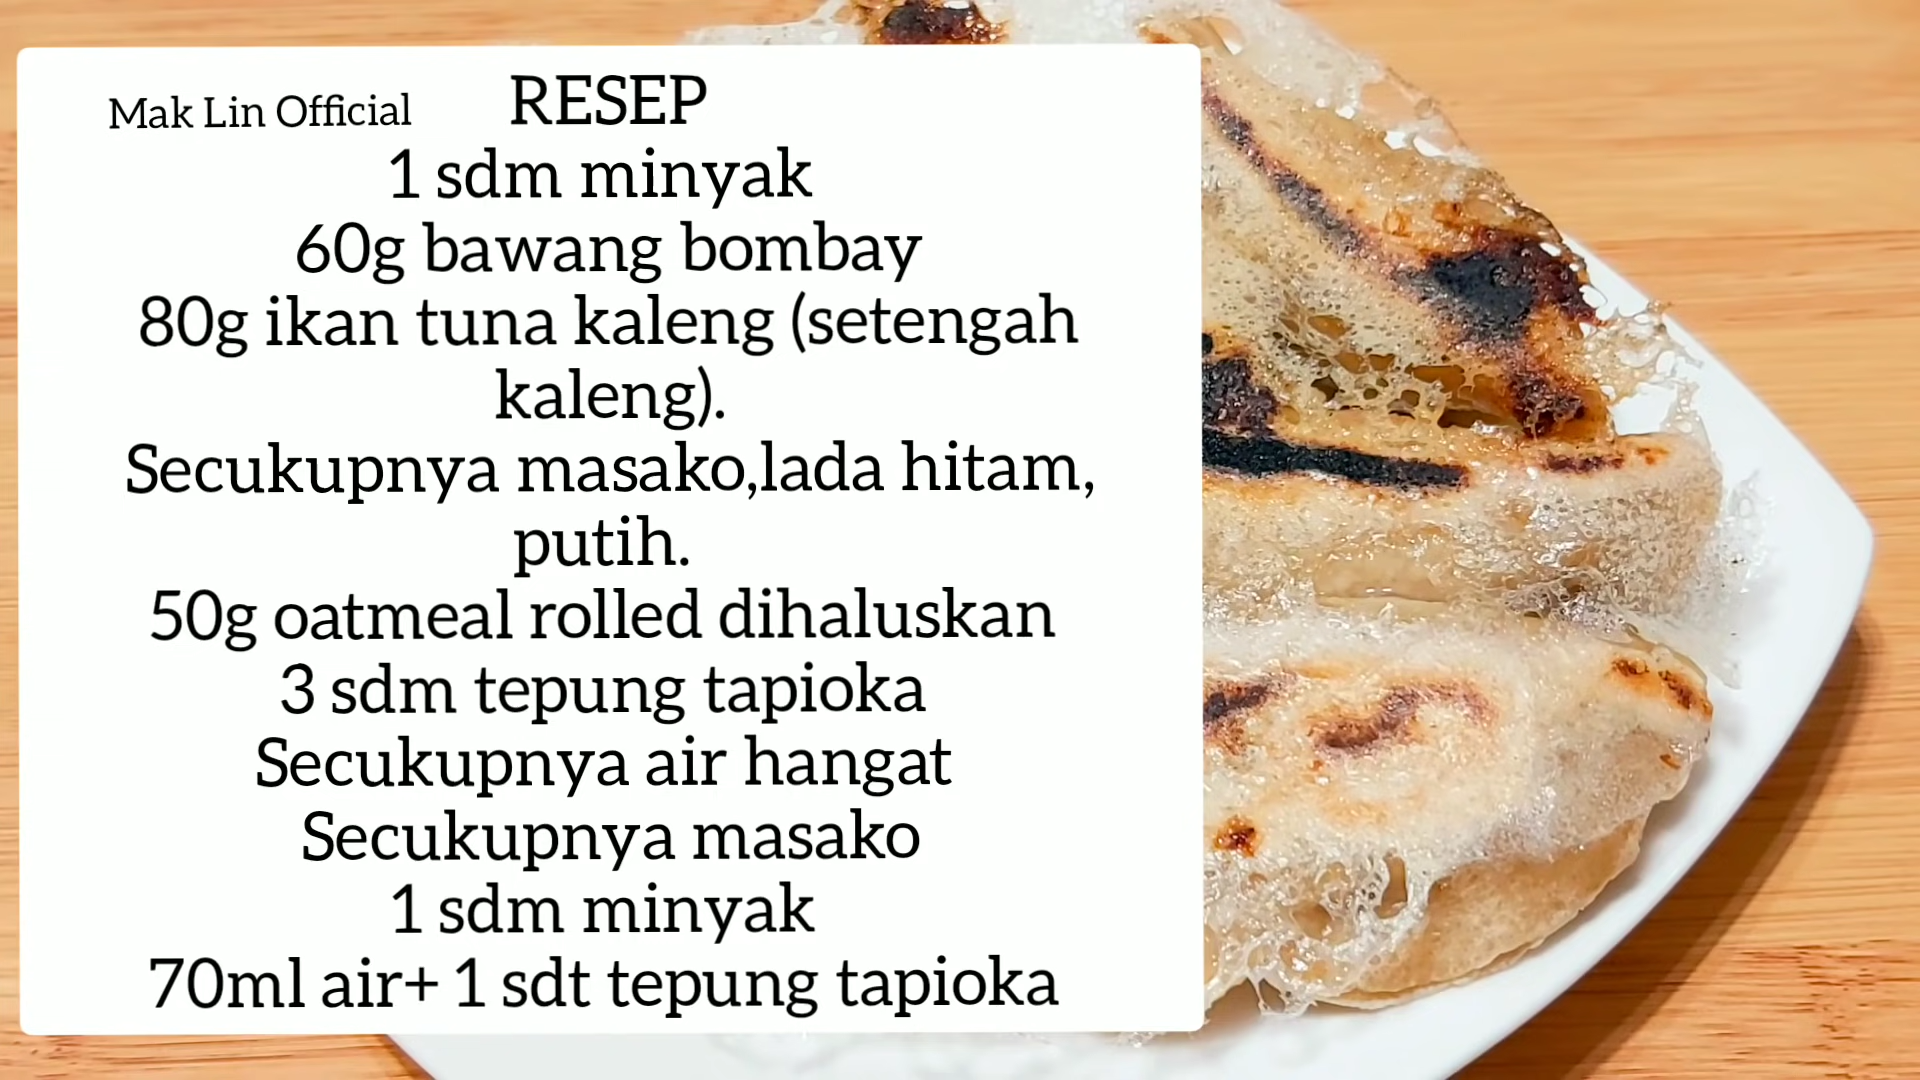 Mak Lin Official RESEP
1 sdm minyak
60g bawang bombay
80g ikan tuna kaleng (setengah
kaleng).
Secukupnya masako,lada hitam,
putih.
50g oatmeal rolled dihaluskan
3 sdm tepung tapioka
Secukupnya air hangat
Secukupnya masako
1 sdm minyak
70ml air+ 1 sdt tepung tapioka